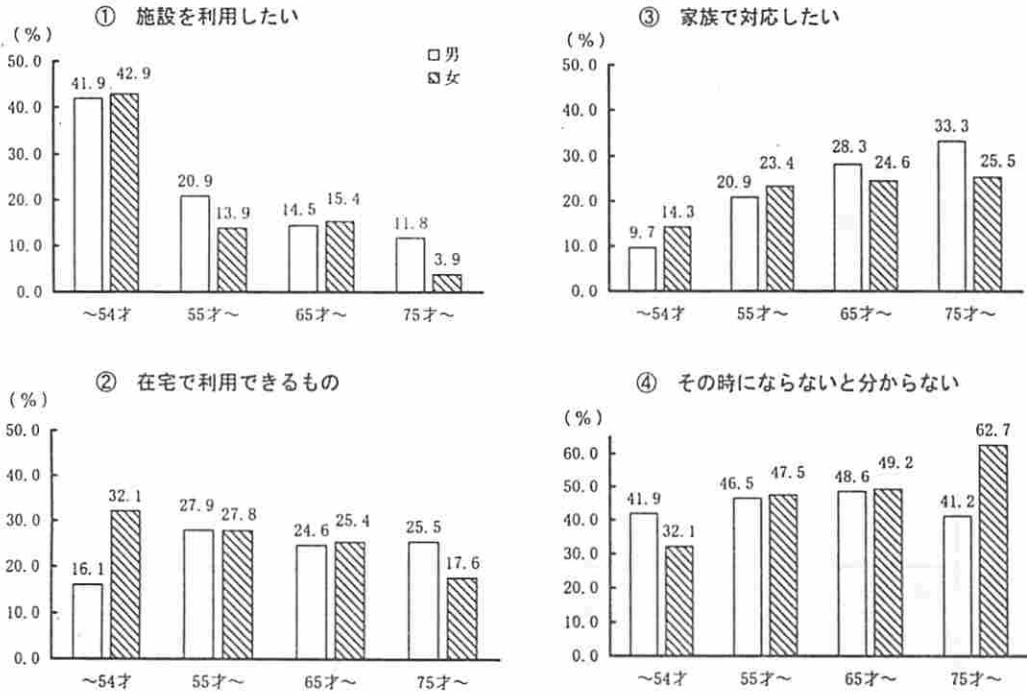 ① 施設を利用したい
(%)
50.0
40.0
30.0
20.0
10.0
0.0
41.9
42.9
20.9
13.9
14.5
15.4
11.8
3.9
男
女
～54才
55才～
65才～
75才～
② 在宅で利用できるもの
(%)
50.0
40.0
30.0
20.0
10.0
0.0
16.1
32.1
27.9
27.8
24.6
25.4
25.5
17.6
～54才
55才～
65才～
75才～
③ 家族で対応したい
(%)
50.0
40.0
30.0
20.0
10.0
0.0
9.7
14.3
20.9
23.4
28.3
24.6
33.3
25.5
～54才
55才～
65才～
75才～
④ その時にならないと分からない
(%)
60.0
50.0
40.0
30.0
20.0
10.0
0.0
41.9
32.1
46.5
47.5
48.6
49.2
41.2
62.7
～54才
55才～
65才～
75才～